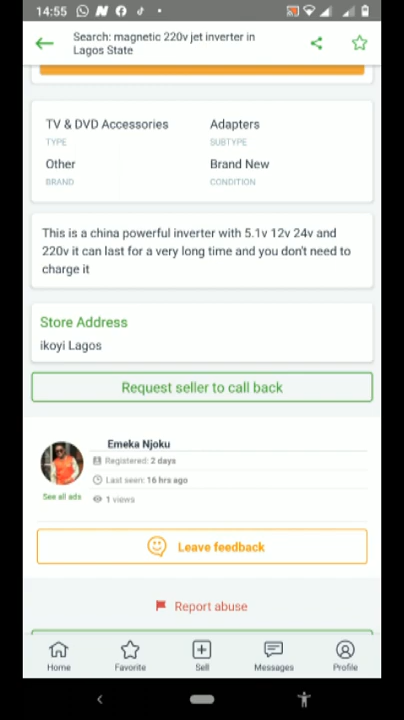 14:55
Search: magnetic 220v jet inverter in
Lagos State
TV & DVD Accessories
Adapters
TYPE
SUBTYPE
Other
Brand New
BRAND
CONDITION
This is a china powerful inverter with 5.1v 12v 24v and
220v it can last for a very long time and you don't need to
charge it
Store Address
ikoyi Lagos
Request seller to call back
Emeka Njoku
Registered: 2 days
Last seen: 16 hrs ago
See all ads
1 views
Leave feedback
Report abuse
Home
Favorite
Sell
Messages
Profile